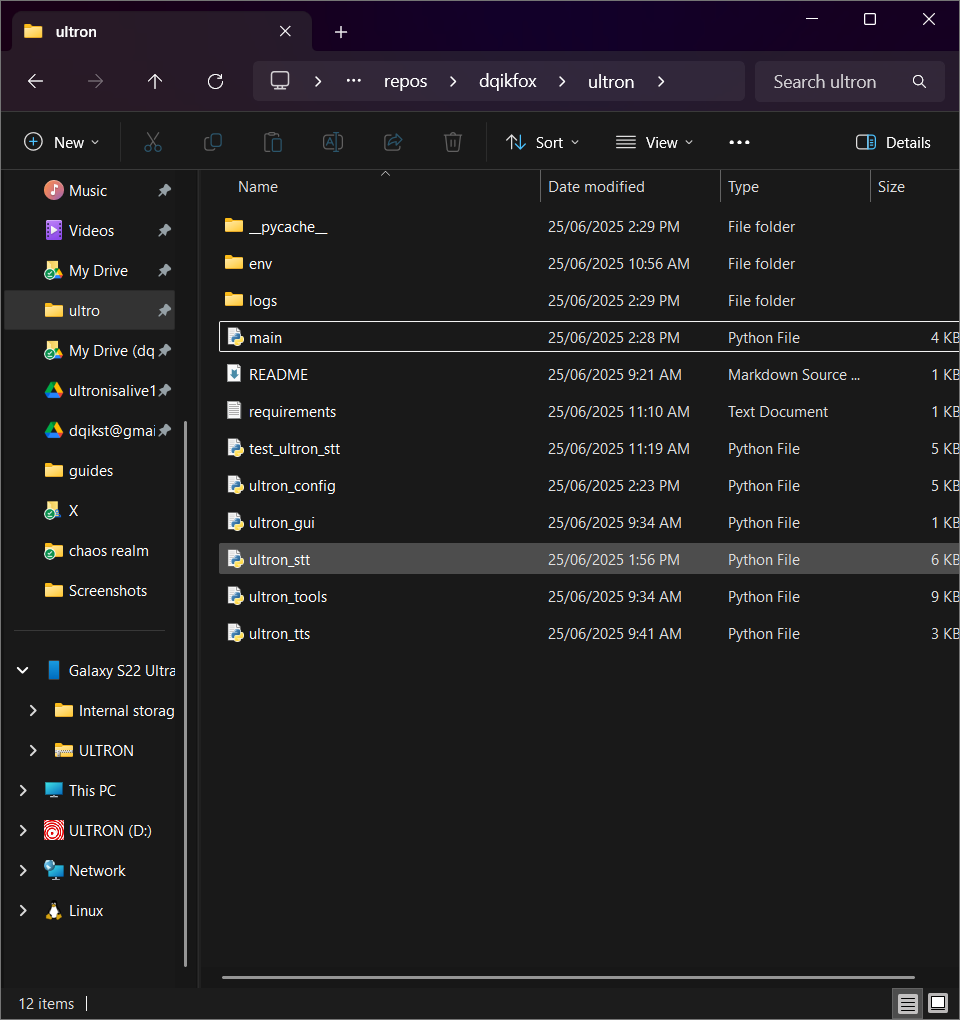 ultron
repos
dqikfox
ultron
Search ultron
New
Sort
View
Details
Music
Videos
My Drive
ultro
My Drive (dq
ultronisalive1
dqikst@gmai
guides
X
chaos realm
Screenshots
Galaxy S22 Ultra
Internal storag
ULTRON
This PC
ULTRON (D:)
Network
Linux
Name Date modified Type Size
__pycache__ 25/06/2025 2:29 PM File folder
env 25/06/2025 10:56 AM File folder
logs 25/06/2025 2:29 PM File folder
main 25/06/2025 2:28 PM Python File 4 KB
README 25/06/2025 9:21 AM Markdown Source ... 1 KB
requirements 25/06/2025 11:10 AM Text Document 1 KB
test_ultron_stt 25/06/2025 11:19 AM Python File 5 KB
ultron_config 25/06/2025 2:23 PM Python File 5 KB
ultron_gui 25/06/2025 9:34 AM Python File 1 KB
ultron_stt 25/06/2025 1:56 PM Python File 6 KB
ultron_tools 25/06/2025 9:34 AM Python File 9 KB
ultron_tts 25/06/2025 9:41 AM Python File 3 KB
12 items